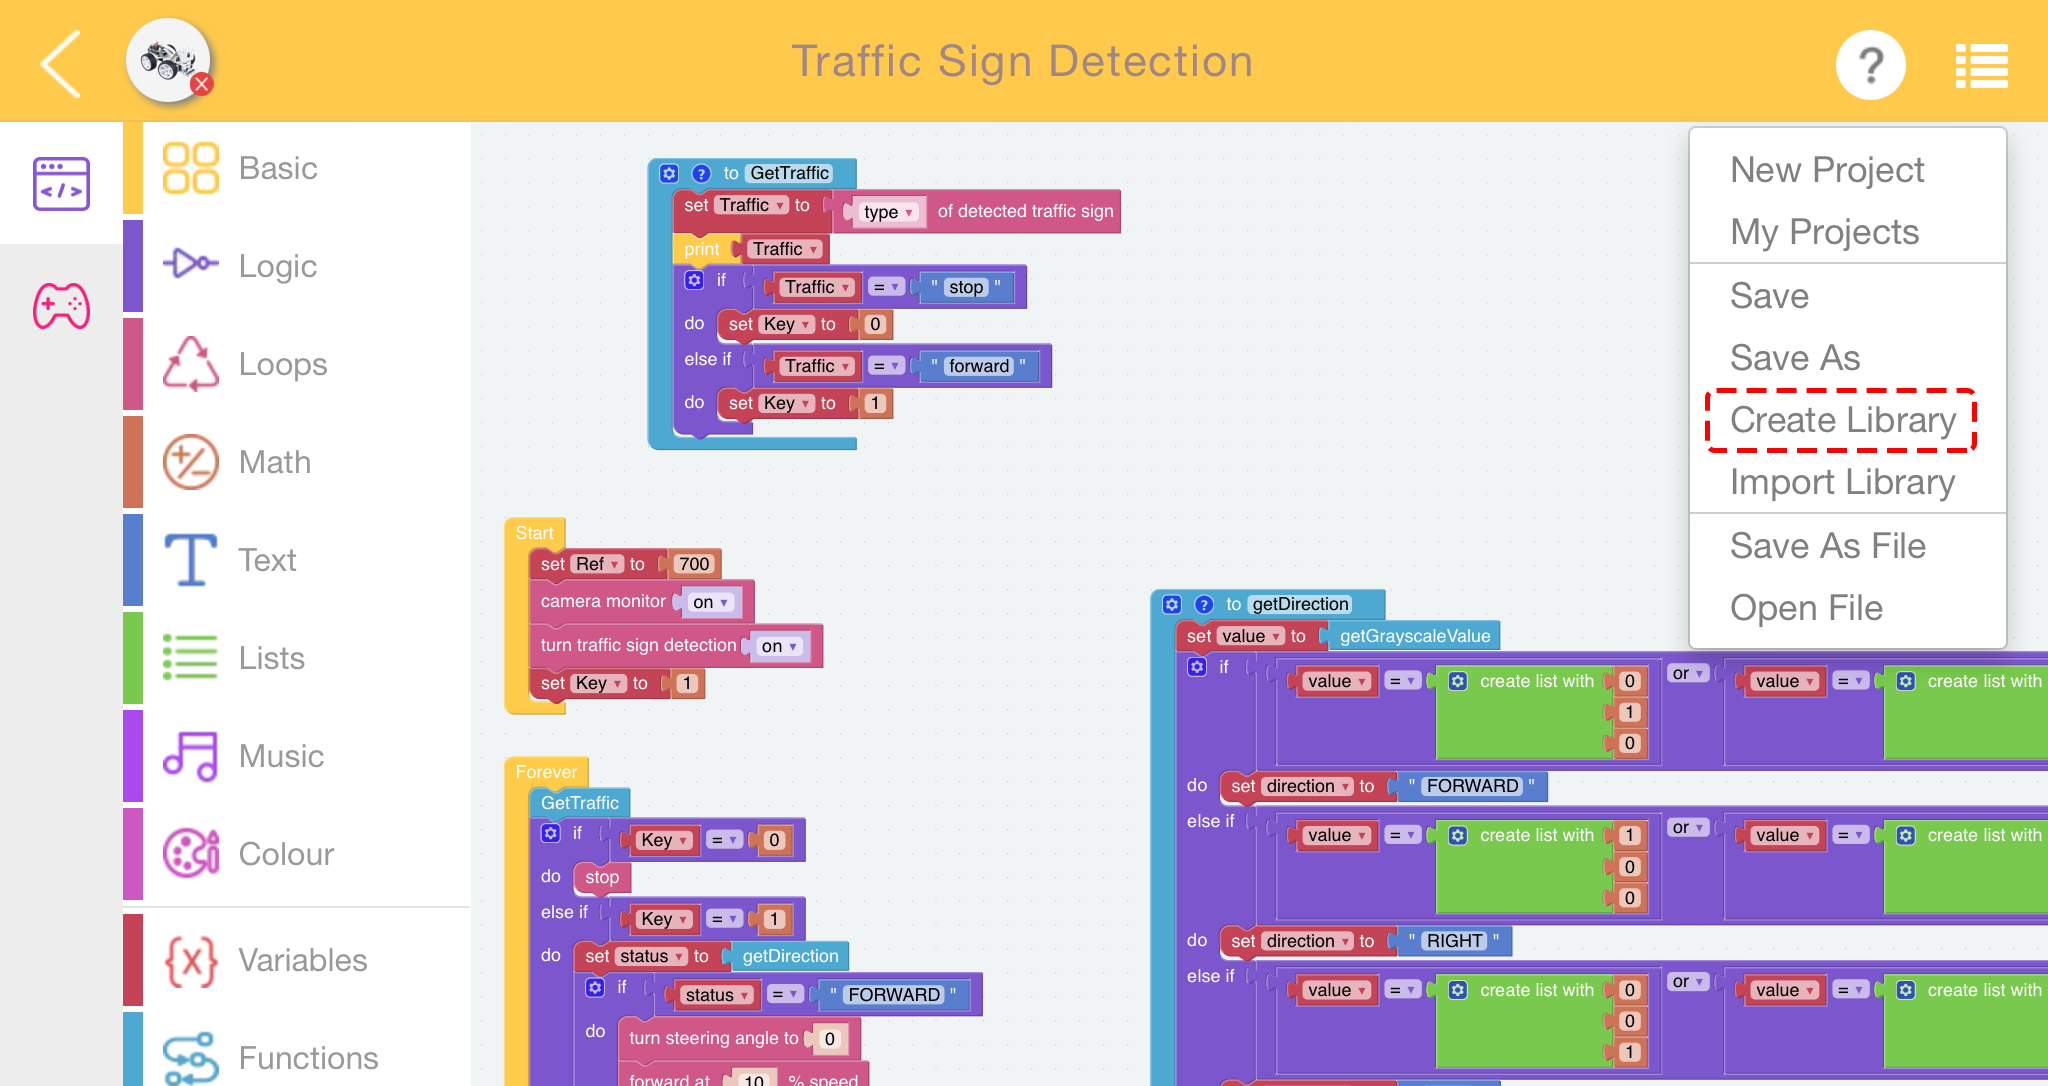 Traffic Sign Detection
?
Basic
Logic
Loops
Math
Text
Lists
Music
Colour
Variables
Functions
? to GetTraffic
set Traffic to type of detected traffic sign
print Traffic
if Traffic = " stop "
do set Key to 0
else if Traffic = " forward "
do set Key to 1
Start
set Ref to 700
camera monitor on
turn traffic sign detection on
set Key to 1
Forever
GetTraffic
if Key = 0
do stop
else if Key = 1
do set status to getDirection
if status = " FORWARD "
do turn steering angle to 0
forward at 10 % speed
New Project
My Projects
Save
Save As
Create Library
Import Library
Save As File
Open File
? to getDirection
set value to getGrayscaleValue
if value = create list with 0 or value = create list with
1
0
do set direction to " FORWARD "
else if value = create list with 1 or value = create list with
0
0
do set direction to " RIGHT "
else if value = create list with 0 or value = create list with
0
1